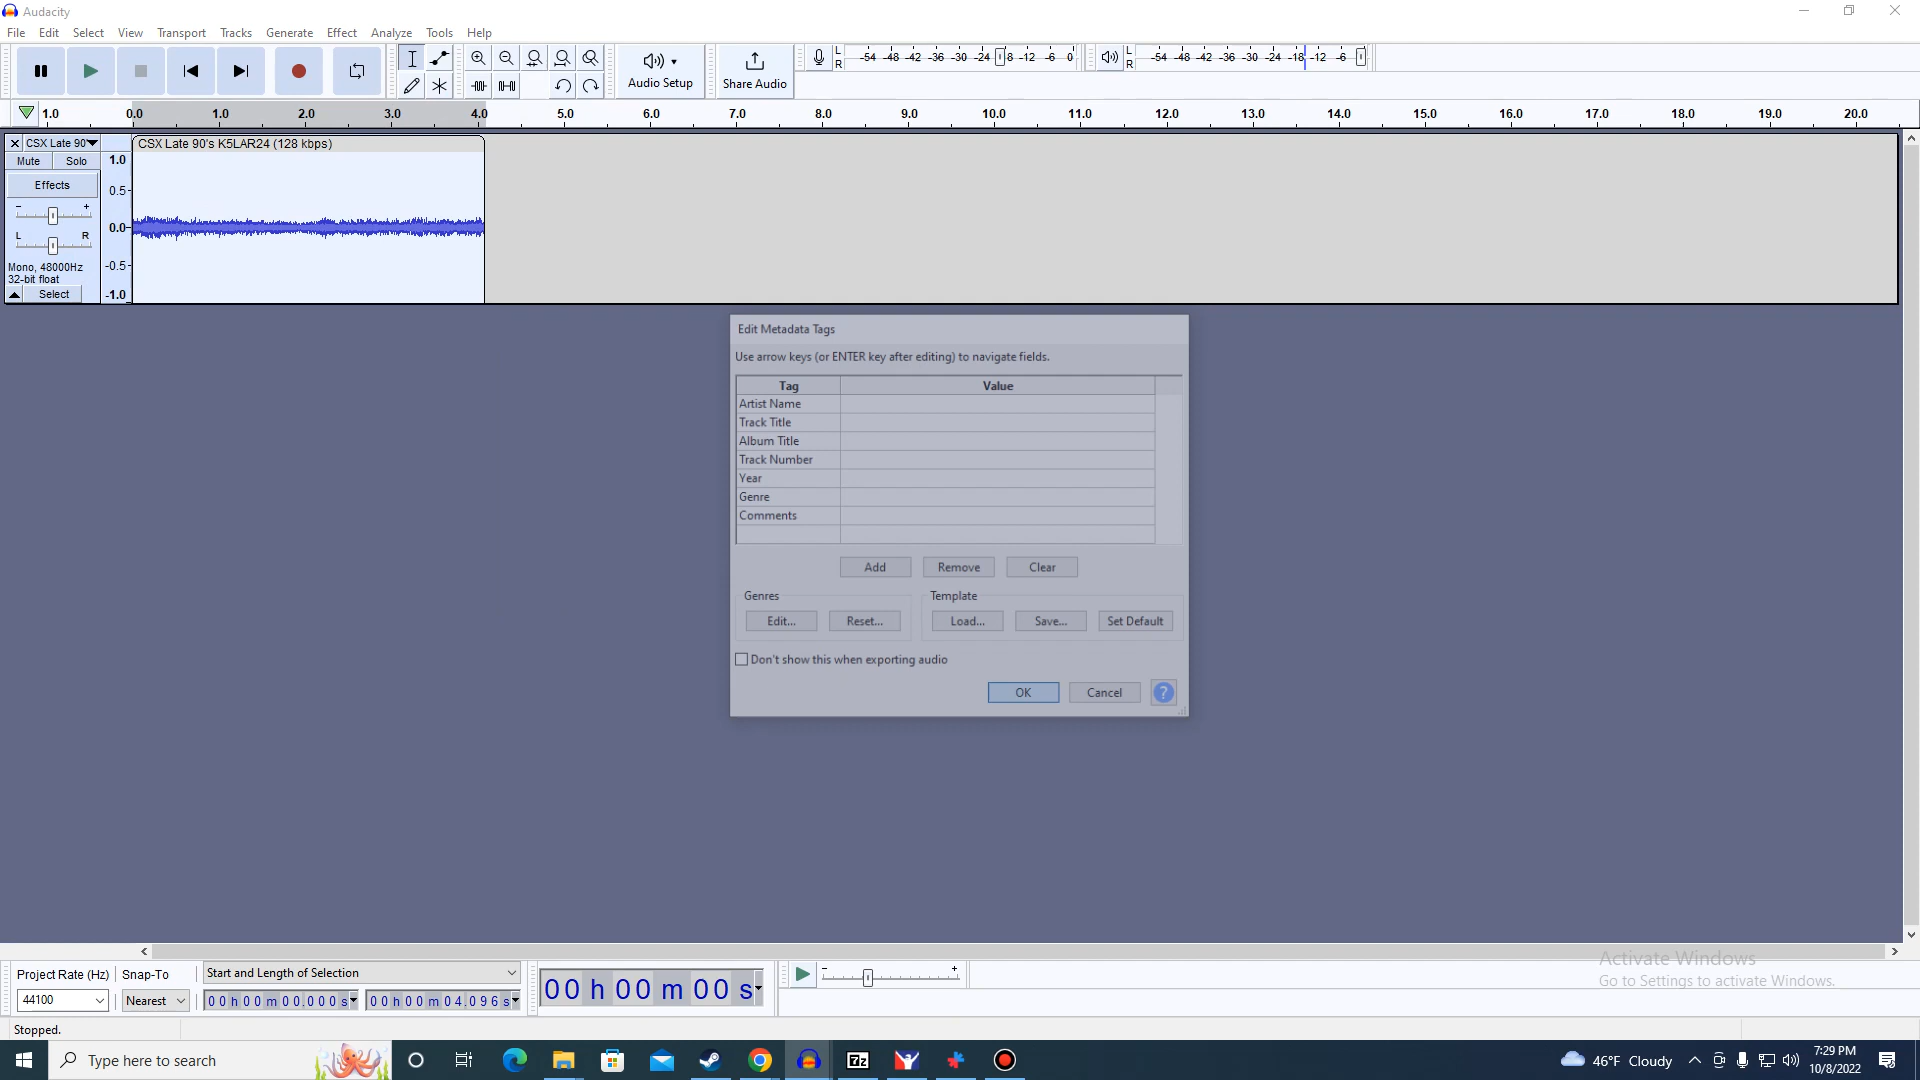 Audacity
File Edit Select View Transport Tracks Generate Effect Analyze Tools Help
Audio Setup
Share Audio
L
R
-54 -48 -42 -36 -30 -24 8 -12 -6 0
L
R
-54 -48 -42 -36 -30 -24 -18 -12 -6
1.0 0.0 1.0 2.0 3.0 4.0 5.0 6.0 7.0 8.0 9.0 10.0 11.0 12.0 13.0 14.0 15.0 16.0 17.0 18.0 19.0 20.0
CSX Late 90'
CSX Late 90's K5LAR24 (128 kbps)
Mute Solo
Effects
- +
L R
Mono, 48000Hz
32-bit float
Select
1.0
0.5-
0.0-
-0.5-
-1.0
Edit Metadata Tags
Use arrow keys (or ENTER key after editing) to navigate fields.
Tag Value
Artist Name
Track Title
Album Title
Track Number
Year
Genre
Comments
Add Remove Clear
Genres
Edit... Reset...
Template
Load... Save... Set Default
Don't show this when exporting audio
OK Cancel ?
Project Rate (Hz) Snap-To Start and Length of Selection
44100 Nearest 00h00m00.000s 00h00m04.096s
00 h 00 m 00 s
- +
Activate Windows
Go to Settings to activate Windows.
Stopped.
Type here to search
7z
46°F Cloudy
7:29 PM
10/8/2022